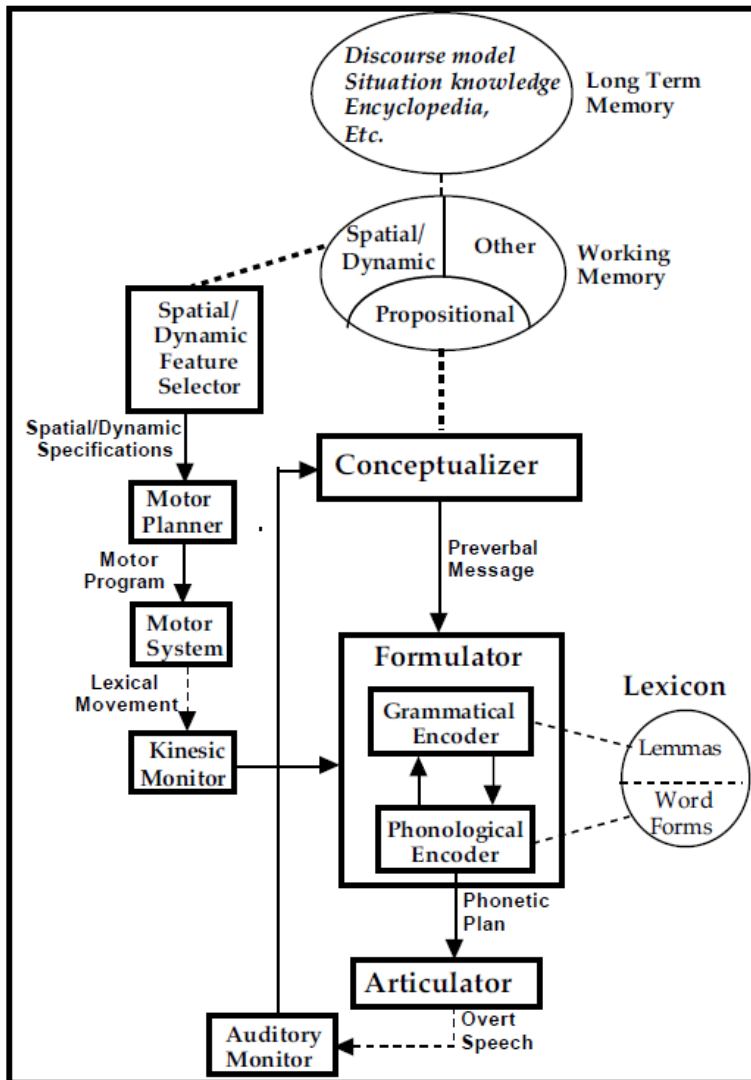 Discourse model
Situation knowledge
Encyclopedia,
Etc.
Long Term
Memory
Spatial/
Dynamic
Other
Propositional
Working
Memory
Spatial/
Dynamic
Feature
Selector
Spatial/Dynamic
Specifications
Conceptualizer
Motor
Planner
Motor
Program
Preverbal
Message
Motor
System
Lexical
Movement
Kinesic
Monitor
Formulator
Grammatical
Encoder
Phonological
Encoder
Lexicon
Lemmas
Word
Forms
Phonetic
Plan
Articulator
Overt
Speech
Auditory
Monitor